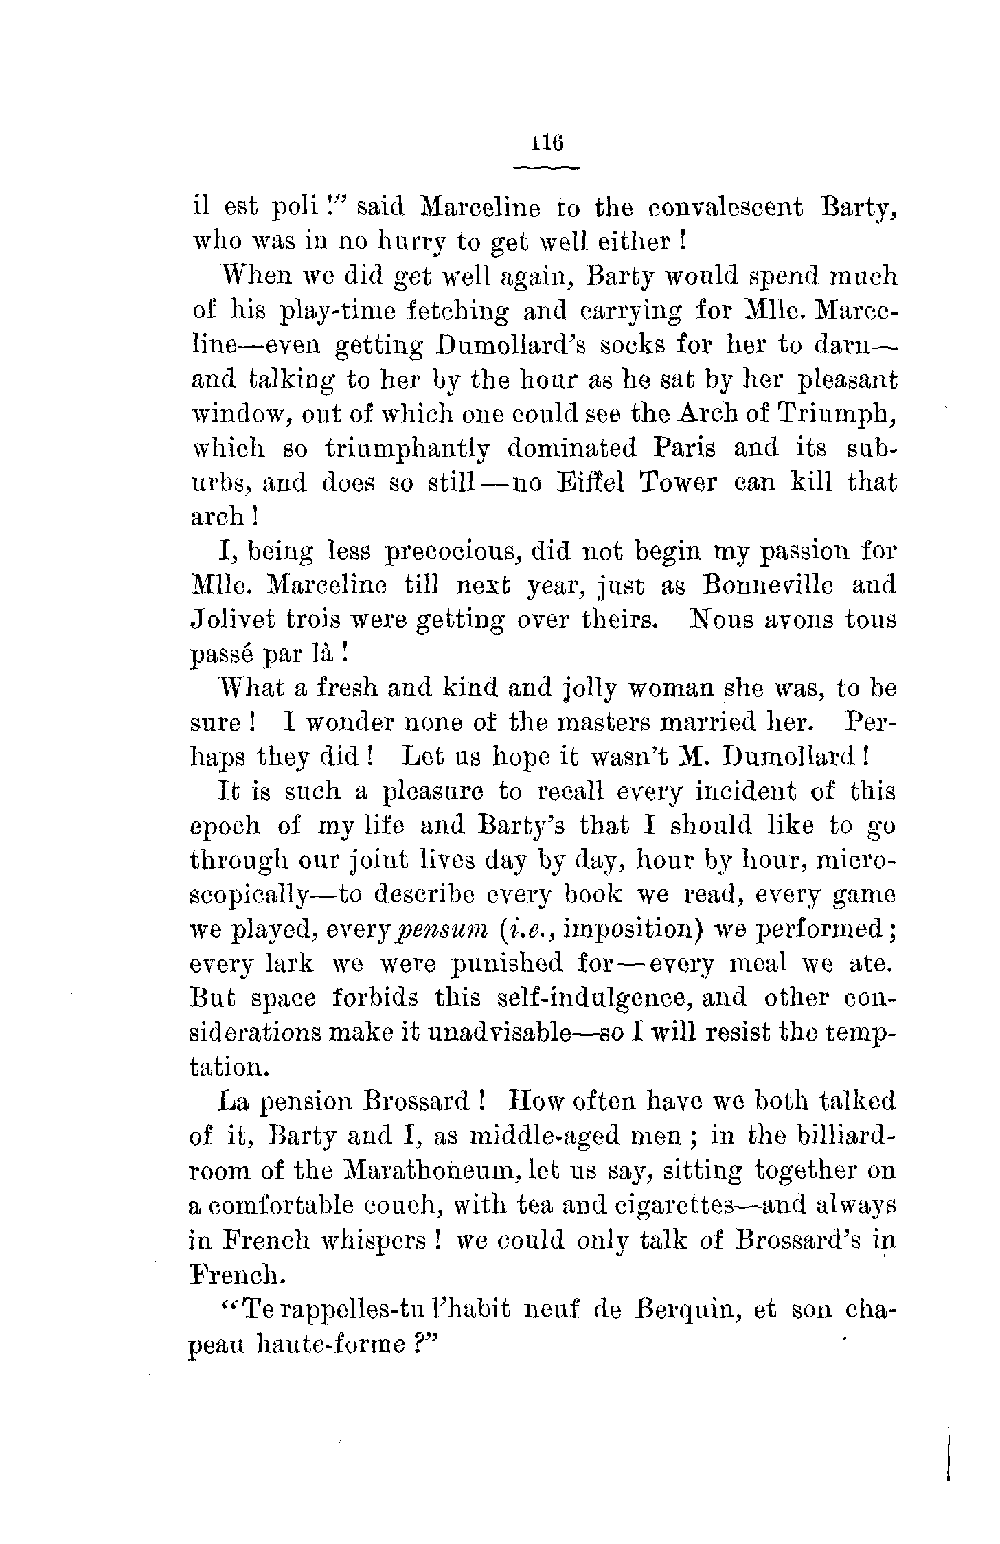 116
il est poli !” said Marceline to the convalescent Barty,
who was in no hurry to get well either !
When we did get well again, Barty would spend much
of his play-time fetching and carrying for Mlle. Marce-
line—even getting Dumollard’s socks for her to darn—
and talking to her by the hour as he sat by her pleasant
window, out of which one could see the Arch of Triumph,
which so triumphantly dominated Paris and its sub-
urbs, and does so still—no Eiffel Tower can kill that
arch !
I, being less precocious, did not begin my passion for
Mlle. Marceline till next year, just as Bonneville and
Jolivet trois were getting over theirs. Nous avons tous
passé par là !
What a fresh and kind and jolly woman she was, to be
sure ! I wonder none of the masters married her. Per-
haps they did ! Let us hope it wasn’t M. Dumollard !
It is such a pleasure to recall every incident of this
epoch of my life and Barty’s that I should like to go
through our joint lives day by day, hour by hour, micro-
scopically—to describe every book we read, every game
we played, every pensum (i.e., imposition) we performed ;
every lark we were punished for—every meal we ate.
But space forbids this self-indulgence, and other con-
siderations make it unadvisable—so I will resist the temp-
tation.
La pension Brossard ! How often have we both talked
of it, Barty and I, as middle-aged men ; in the billiard-
room of the Marathoneum, let us say, sitting together on
a comfortable couch, with tea and cigarettes—and always
in French whispers ! we could only talk of Brossard’s in
French.
“Te rappelles-tu l’habit neuf de Berquin, et son cha-
peau haute-forme ?”